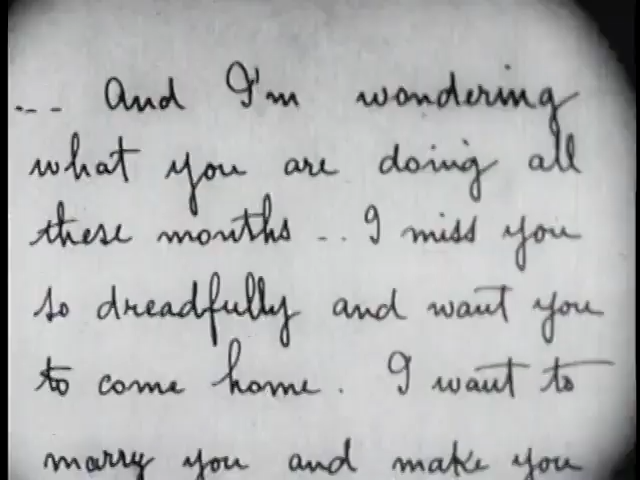 --- And I'm wondering
what you are doing all
these months -.. I miss you
so dreadfully and want you
to come home. I want to
marry you and make you